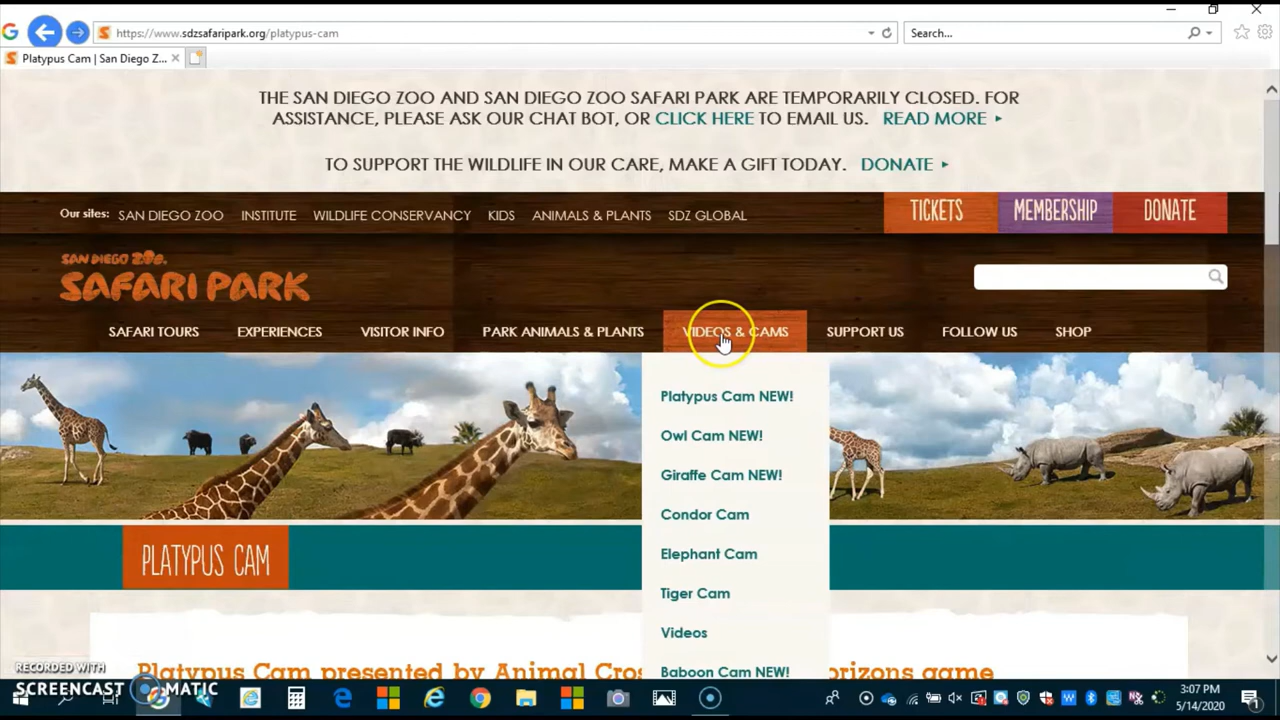 https://www.sdzsafaripark.org/platypus-cam
Search...
Platypus Cam | San Diego Z...
THE SAN DIEGO ZOO AND SAN DIEGO ZOO SAFARI PARK ARE TEMPORARILY CLOSED. FOR
ASSISTANCE, PLEASE ASK OUR CHAT BOT, OR CLICK HERE TO EMAIL US. READ MORE ▸
TO SUPPORT THE WILDLIFE IN OUR CARE, MAKE A GIFT TODAY. DONATE ▸
Our sites: SAN DIEGO ZOO INSTITUTE WILDLIFE CONSERVANCY KIDS ANIMALS & PLANTS SDZ GLOBAL TICKETS MEMBERSHIP DONATE
SAN DIEGO ZOO
SAFARI PARK
SAFARI TOURS EXPERIENCES VISITOR INFO PARK ANIMALS & PLANTS VIDEOS & CAMS SUPPORT US FOLLOW US SHOP
Platypus Cam NEW!
Owl Cam NEW!
Giraffe Cam NEW!
Condor Cam
Elephant Cam
Tiger Cam
Videos
Baboon Cam NEW!
PLATYPUS CAM
Platypus Cam presented by Animal Cros orizons game
RECORDED WITH
SCREENCAST MATIC
3:07 PM
5/14/2020